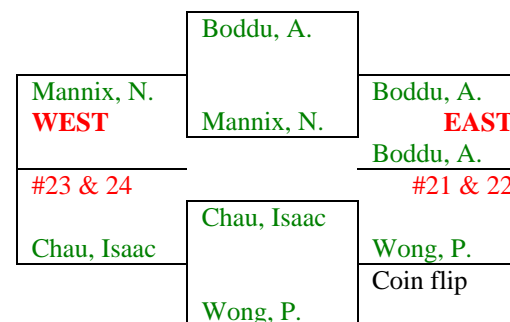 Boddu, A.
Mannix, N.
WEST
Mannix, N.
Boddu, A.
EAST
Boddu, A.
#23 & 24
#21 & 22
Chau, Isaac
Chau, Isaac
Wong, P.
Coin flip
Wong, P.